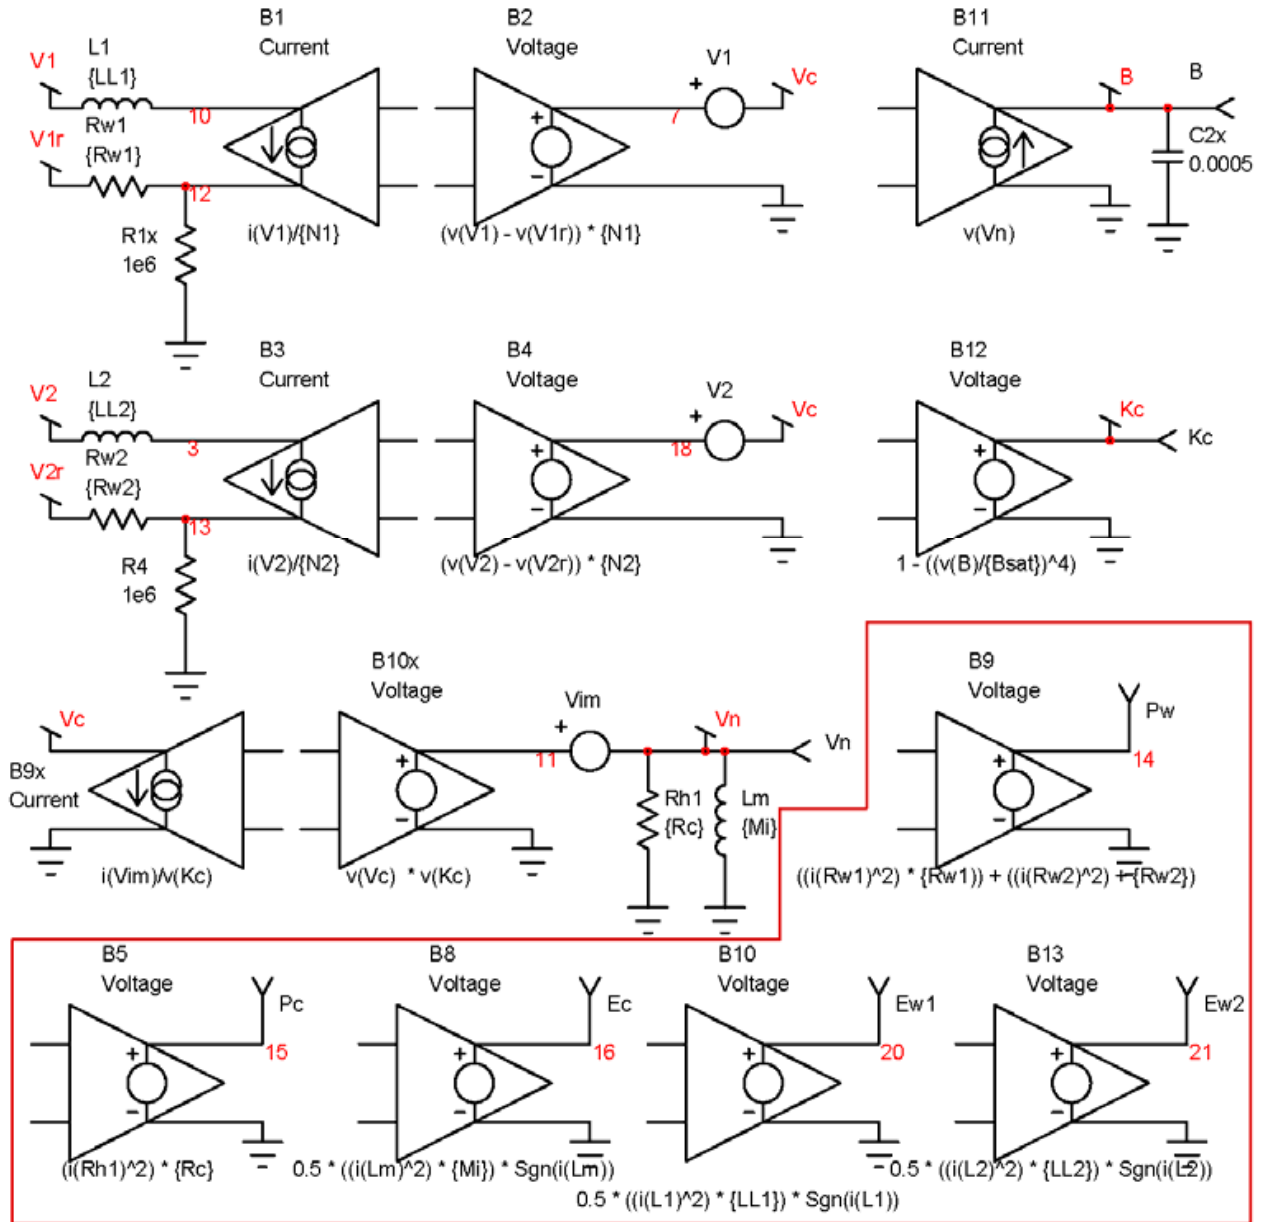 B1
Current
L1
{LL1}
V1
10
Rw1
{Rw1}
V1r
12
R1x
1e6
i(V1)/{N1}
B2
Voltage
+
−
V1
+
7
Vc
(v(V1) - v(V1r)) * {N1}
B11
Current
B
B
C2x
0.0005
v(Vn)
B3
Current
L2
{LL2}
V2
3
Rw2
{Rw2}
V2r
13
R4
1e6
i(V2)/{N2}
B4
Voltage
+
−
V2
+
18
Vc
(v(V2) - v(V2r)) * {N2}
B12
Voltage
+
−
Kc
Kc
1 - ((v(B)/{Bsat})^4)
Vc
B9x
Current
i(Vim)/v(Kc)
B10x
Voltage
+
−
Vim
+
11
Vn
Vn
Rh1
{Rc}
Lm
{Mi}
v(Vc) * v(Kc)
B9
Voltage
+
−
Pw
14
((i(Rw1)^2) * {Rw1}) + ((i(Rw2)^2) + {Rw2})
B5
Voltage
+
−
Pc
15
(i(Rh1)^2) * {Rc}
B8
Voltage
+
−
Ec
16
0.5 * ((i(Lm)^2) * {Mi}) * Sgn(i(Lm))
B10
Voltage
+
−
Ew1
20
0.5 * ((i(L1)^2) * {LL1}) * Sgn(i(L1))
B13
Voltage
+
−
Ew2
21
0.5 * ((i(L2)^2) * {LL2}) * Sgn(i(L2))